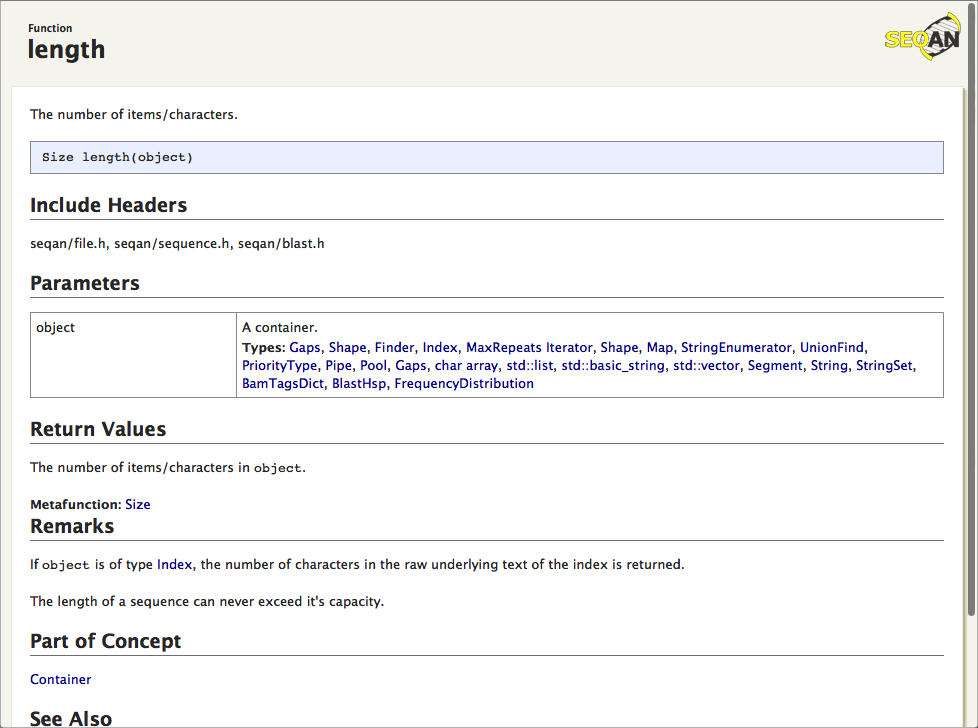 Function
length
SEQAN
The number of items/characters.
Size length(object)
Include Headers
seqan/file.h, seqan/sequence.h, seqan/blast.h
Parameters
object
A container.
Types: Gaps, Shape, Finder, Index, MaxRepeats Iterator, Shape, Map, StringEnumerator, UnionFind,
PriorityType, Pipe, Pool, Gaps, char array, std::list, std::basic_string, std::vector, Segment, String, StringSet,
BamTagsDict, BlastHsp, FrequencyDistribution
Return Values
The number of items/characters in object.
Metafunction: Size
Remarks
If object is of type Index, the number of characters in the raw underlying text of the index is returned.
The length of a sequence can never exceed it's capacity.
Part of Concept
Container
See Also